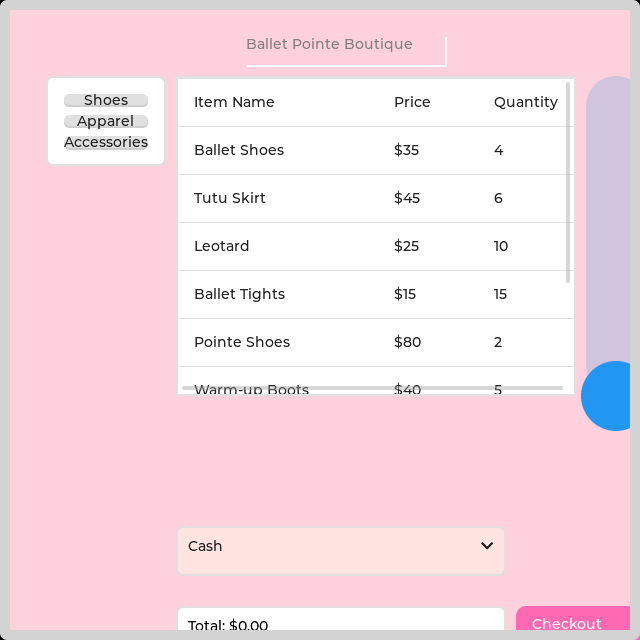 Ballet Pointe Boutique
Shoes
Apparel
Accessories
Item Name Price Quantity
Ballet Shoes $35 4
Tutu Skirt $45 6
Leotard $25 10
Ballet Tights $15 15
Pointe Shoes $80 2
Warm-up Boots $40 5
Cash
Total: $0.00
Checkout